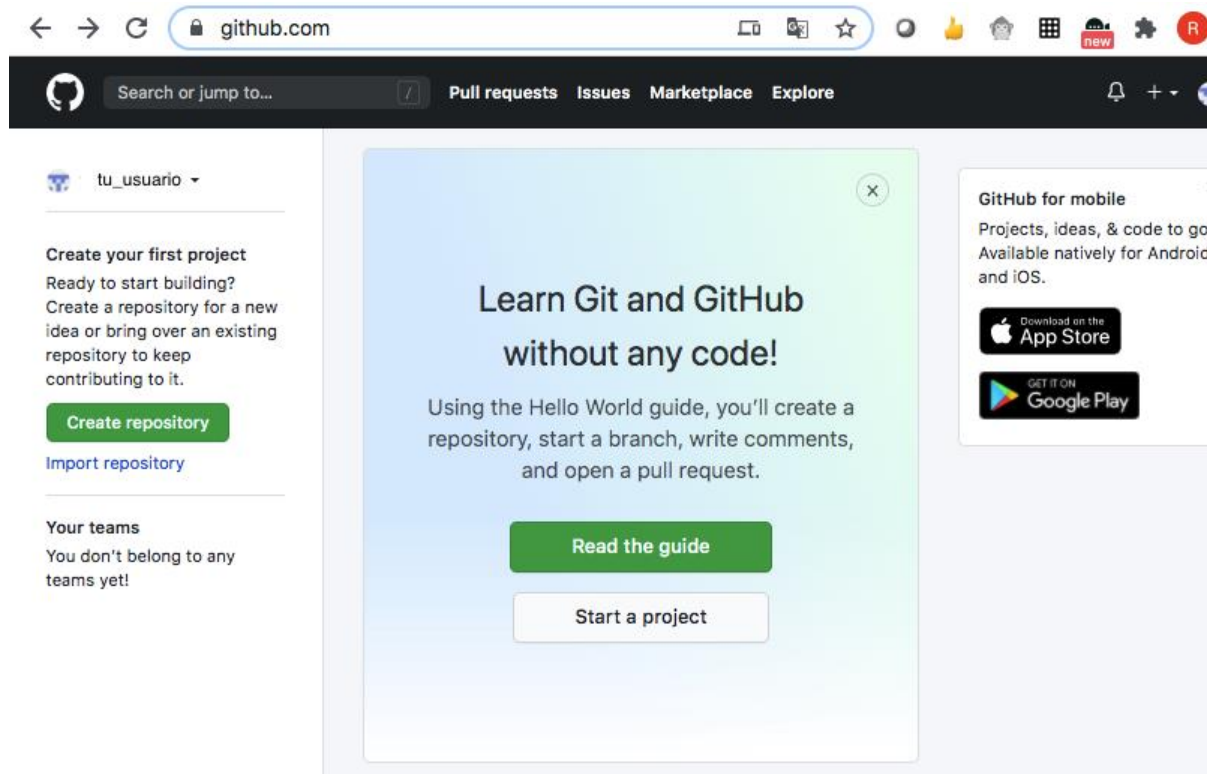 github.com
new
R
Search or jump to...
/
Pull requests Issues Marketplace Explore
tu_usuario
Create your first project
Ready to start building?
Create a repository for a new
idea or bring over an existing
repository to keep
contributing to it.
Create repository
Import repository
Your teams
You don't belong to any
teams yet!
Learn Git and GitHub
without any code!
Using the Hello World guide, you'll create a
repository, start a branch, write comments,
and open a pull request.
Read the guide
Start a project
GitHub for mobile
Projects, ideas, & code to go
Available natively for Android
and iOS.
Download on the
App Store
GET IT ON
Google Play